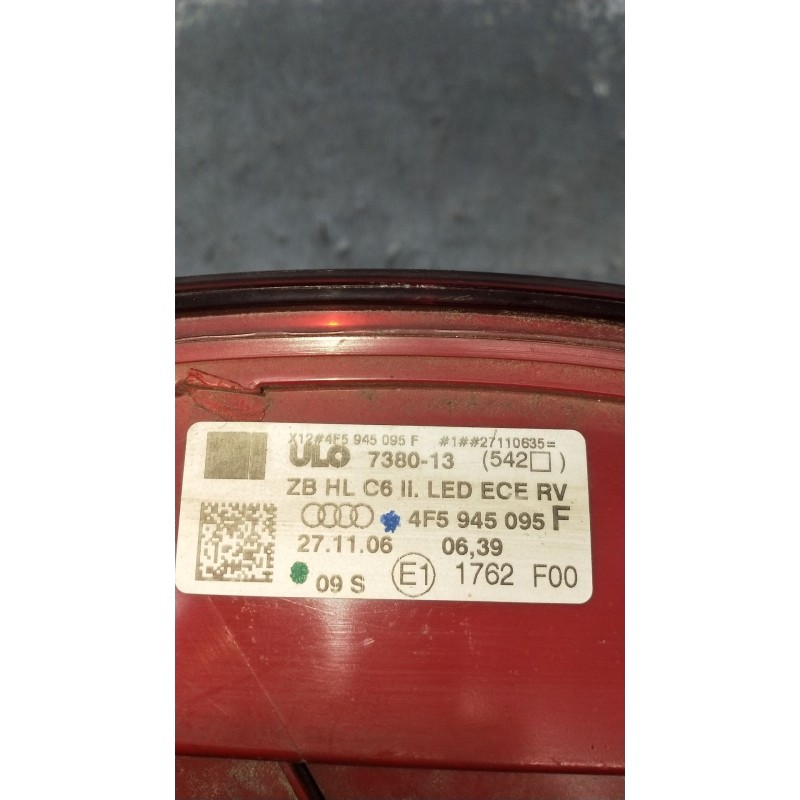 X12#4F5 945 095 F #1##27110635=
ULO 7380-13 (542□)
ZB HL C6 II. LED ECE RV
4F5 945 095 F
27.11.06 06,39
09 S E1 1762 F00